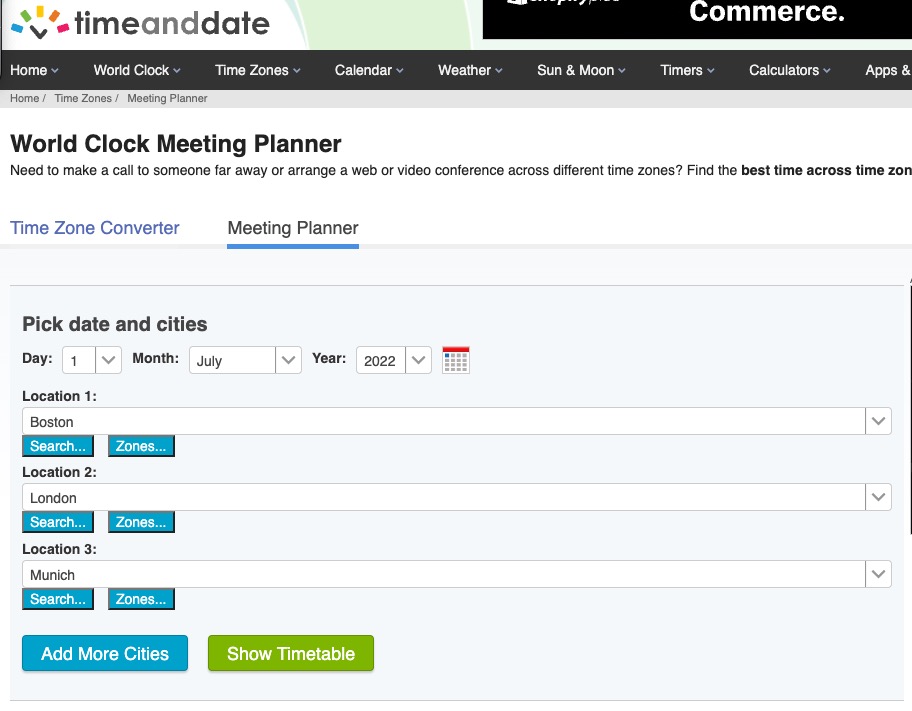 timeanddate
Commerce.
Home World Clock Time Zones Calendar Weather Sun & Moon Timers Calculators Apps &
Home / Time Zones / Meeting Planner
World Clock Meeting Planner
Need to make a call to someone far away or arrange a web or video conference across different time zones? Find the best time across time zon
Time Zone Converter Meeting Planner
Pick date and cities
Day: 1 Month: July Year: 2022
Location 1:
Boston
Search... Zones...
Location 2:
London
Search... Zones...
Location 3:
Munich
Search... Zones...
Add More Cities Show Timetable